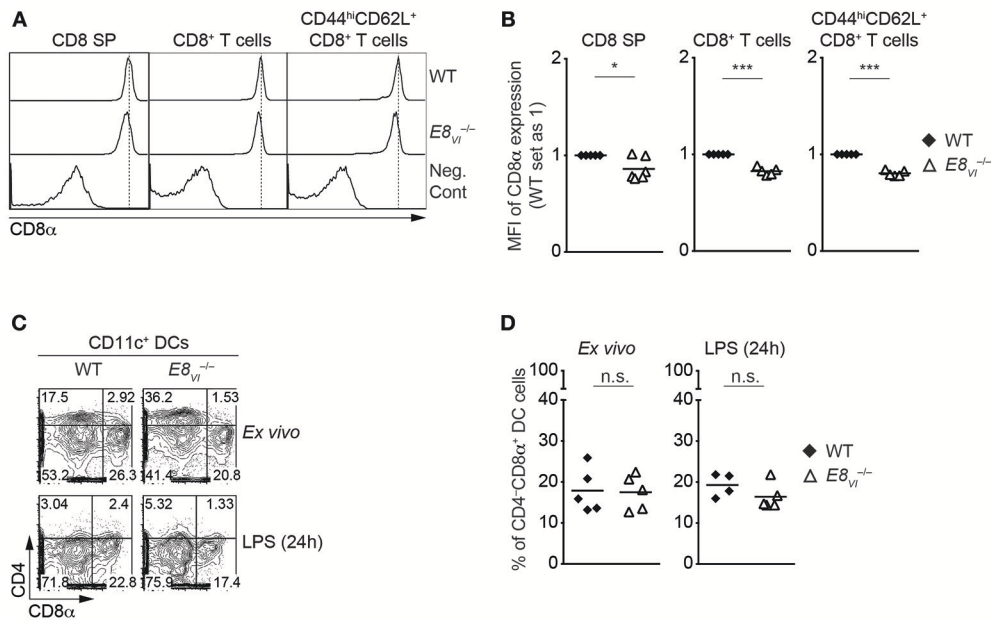 A
CD44hiCD62L+
CD8 SP CD8+ T cells CD8+ T cells
WT
E8VI–/–
Neg.
Cont
CD8α
B
CD44hiCD62L+
CD8 SP CD8+ T cells CD8+ T cells
* *** ***
MFI of CD8α expression
(WT set as 1)
2 2 2
1 1 1
0 0 0
WT
E8VI–/–
C
CD11c+ DCs
WT E8VI–/–
17.5 2.92 36.2 1.53
Ex vivo
53.2 26.3 41.4 20.8
3.04 2.4 5.32 1.33
LPS (24h)
71.8 22.8 75.9 17.4
CD4
CD8α
D
Ex vivo LPS (24h)
n.s. n.s.
% of CD4–CD8α+ DC cells
100 100
40 40
30 30
20 20
10 10
0 0
WT
E8VI–/–